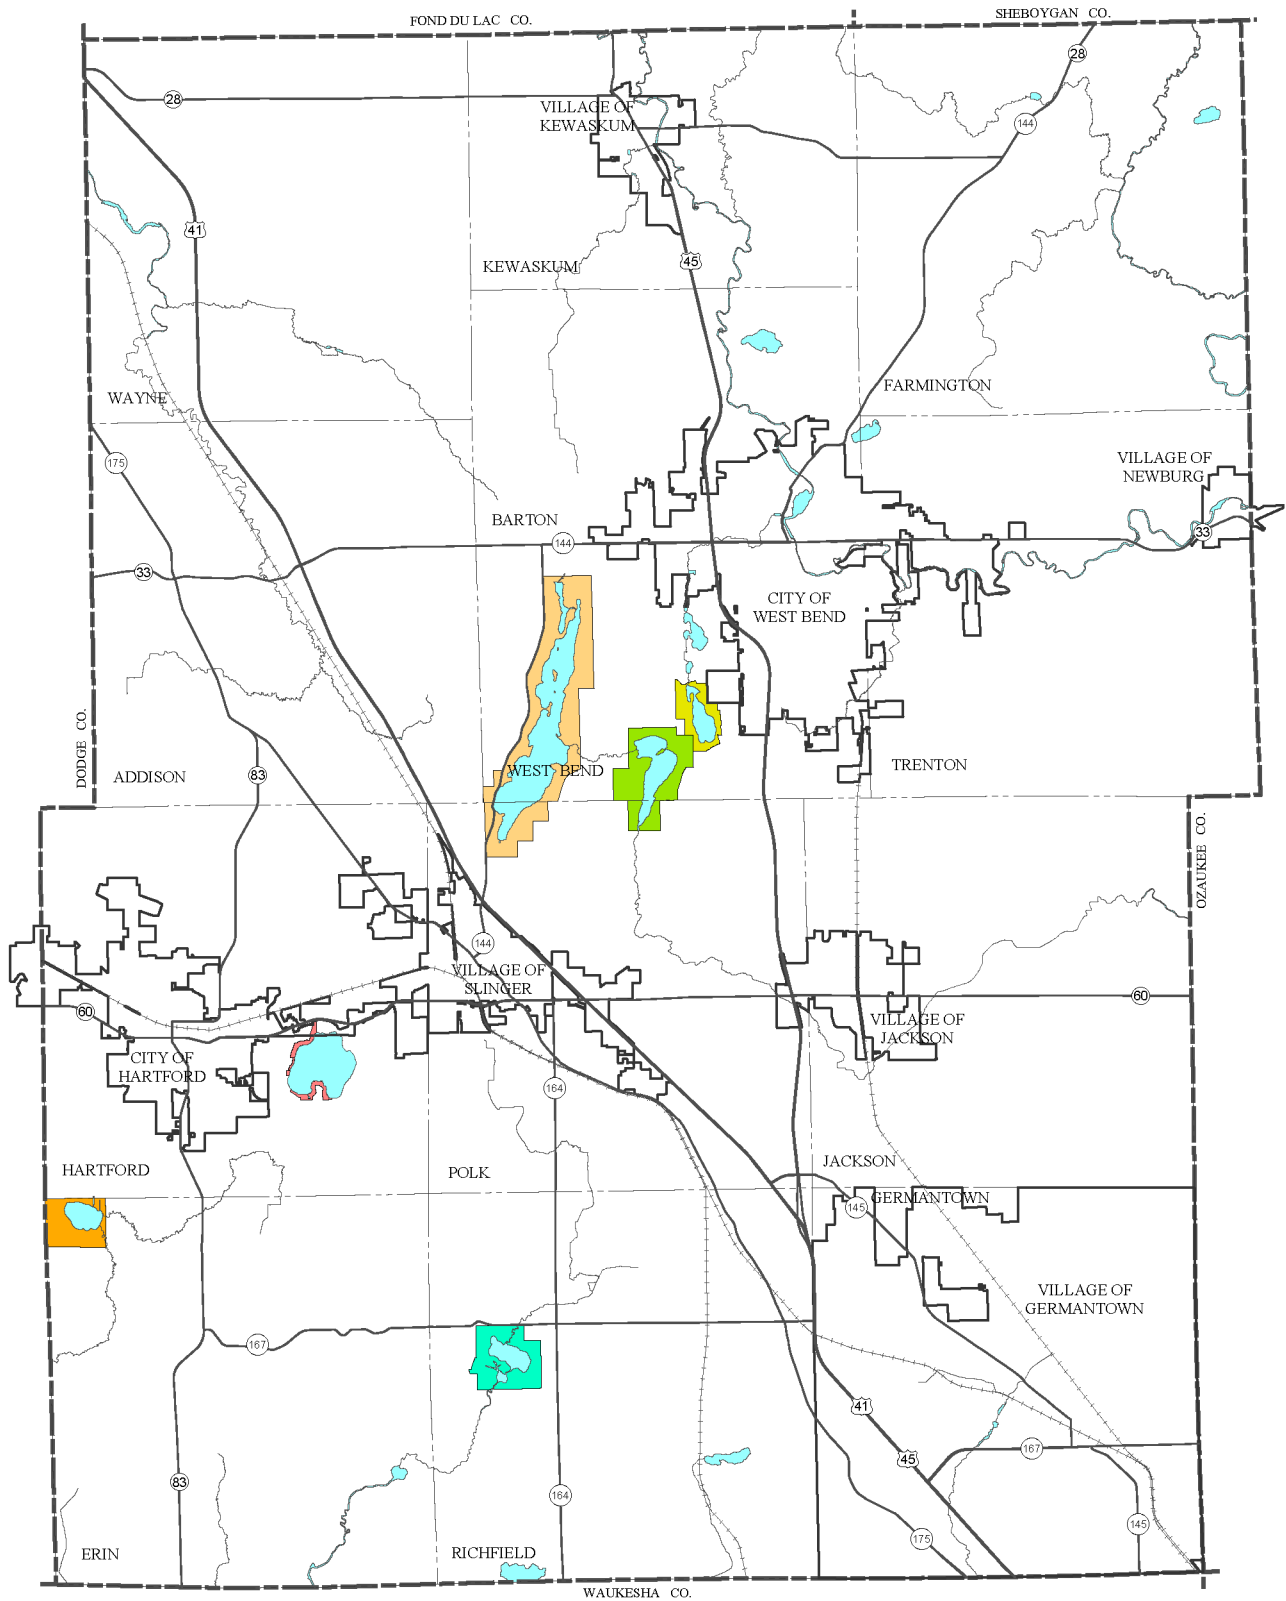 FOND DU LAC CO.
SHEBOYGAN CO.
28
28
VILLAGE OF
KEWASKUM
144
41
45
KEWASKUM
WAYNE
FARMINGTON
175
VILLAGE OF
NEWBURG
BARTON
144
33
33
CITY OF
WEST BEND
DODGE CO.
ADDISON
83
WEST BEND
TRENTON
OZAUKEE CO.
144
VILLAGE OF
SLINGER
60
60
VILLAGE OF
JACKSON
CITY OF
HARTFORD
164
HARTFORD
POLK
JACKSON
GERMANTOWN
145
VILLAGE OF
GERMANTOWN
167
41
167
45
83
164
145
175
ERIN
RICHFIELD
WAUKESHA CO.